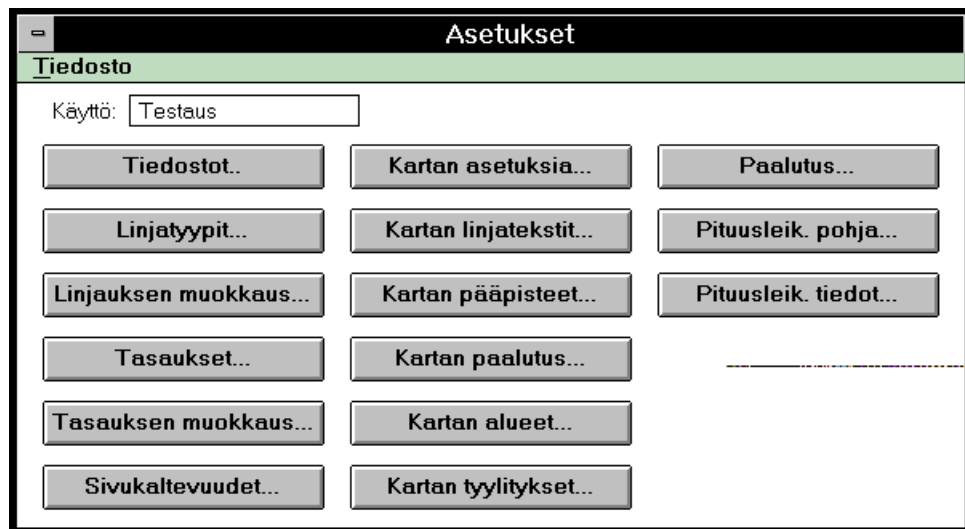 Asetukset
Tiedosto
Käyttö: Testaus
Tiedostot.. Kartan asetuksia... Paalutus...
Linjatyypit... Kartan linjatekstit... Pituusleik. pohja...
Linjauksen muokkaus... Kartan pääpisteet... Pituusleik. tiedot...
Tasaukset... Kartan paalutus...
Tasauksen muokkaus... Kartan alueet...
Sivukaltevuudet... Kartan tyylitykset...